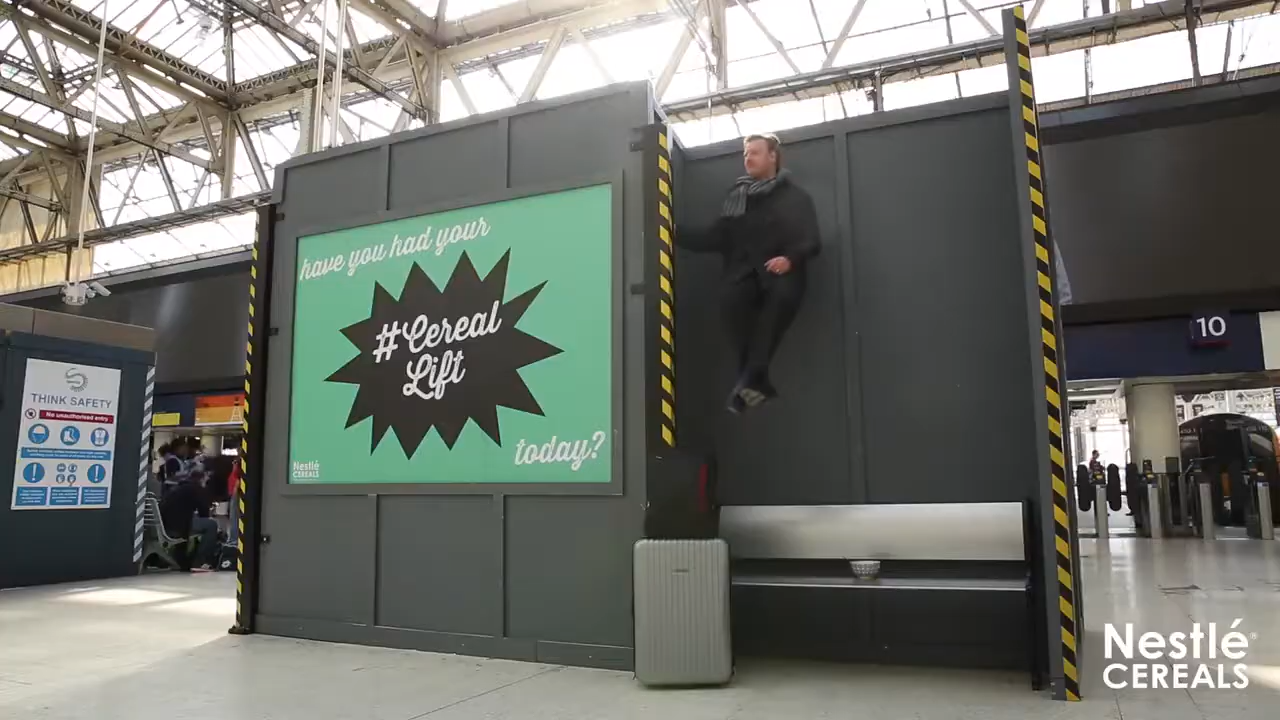 have you had your
#Cereal
Lift
today?
Nestlé
CEREALS
THINK SAFETY
No unauthorised entry
10
Nestlé®
CEREALS